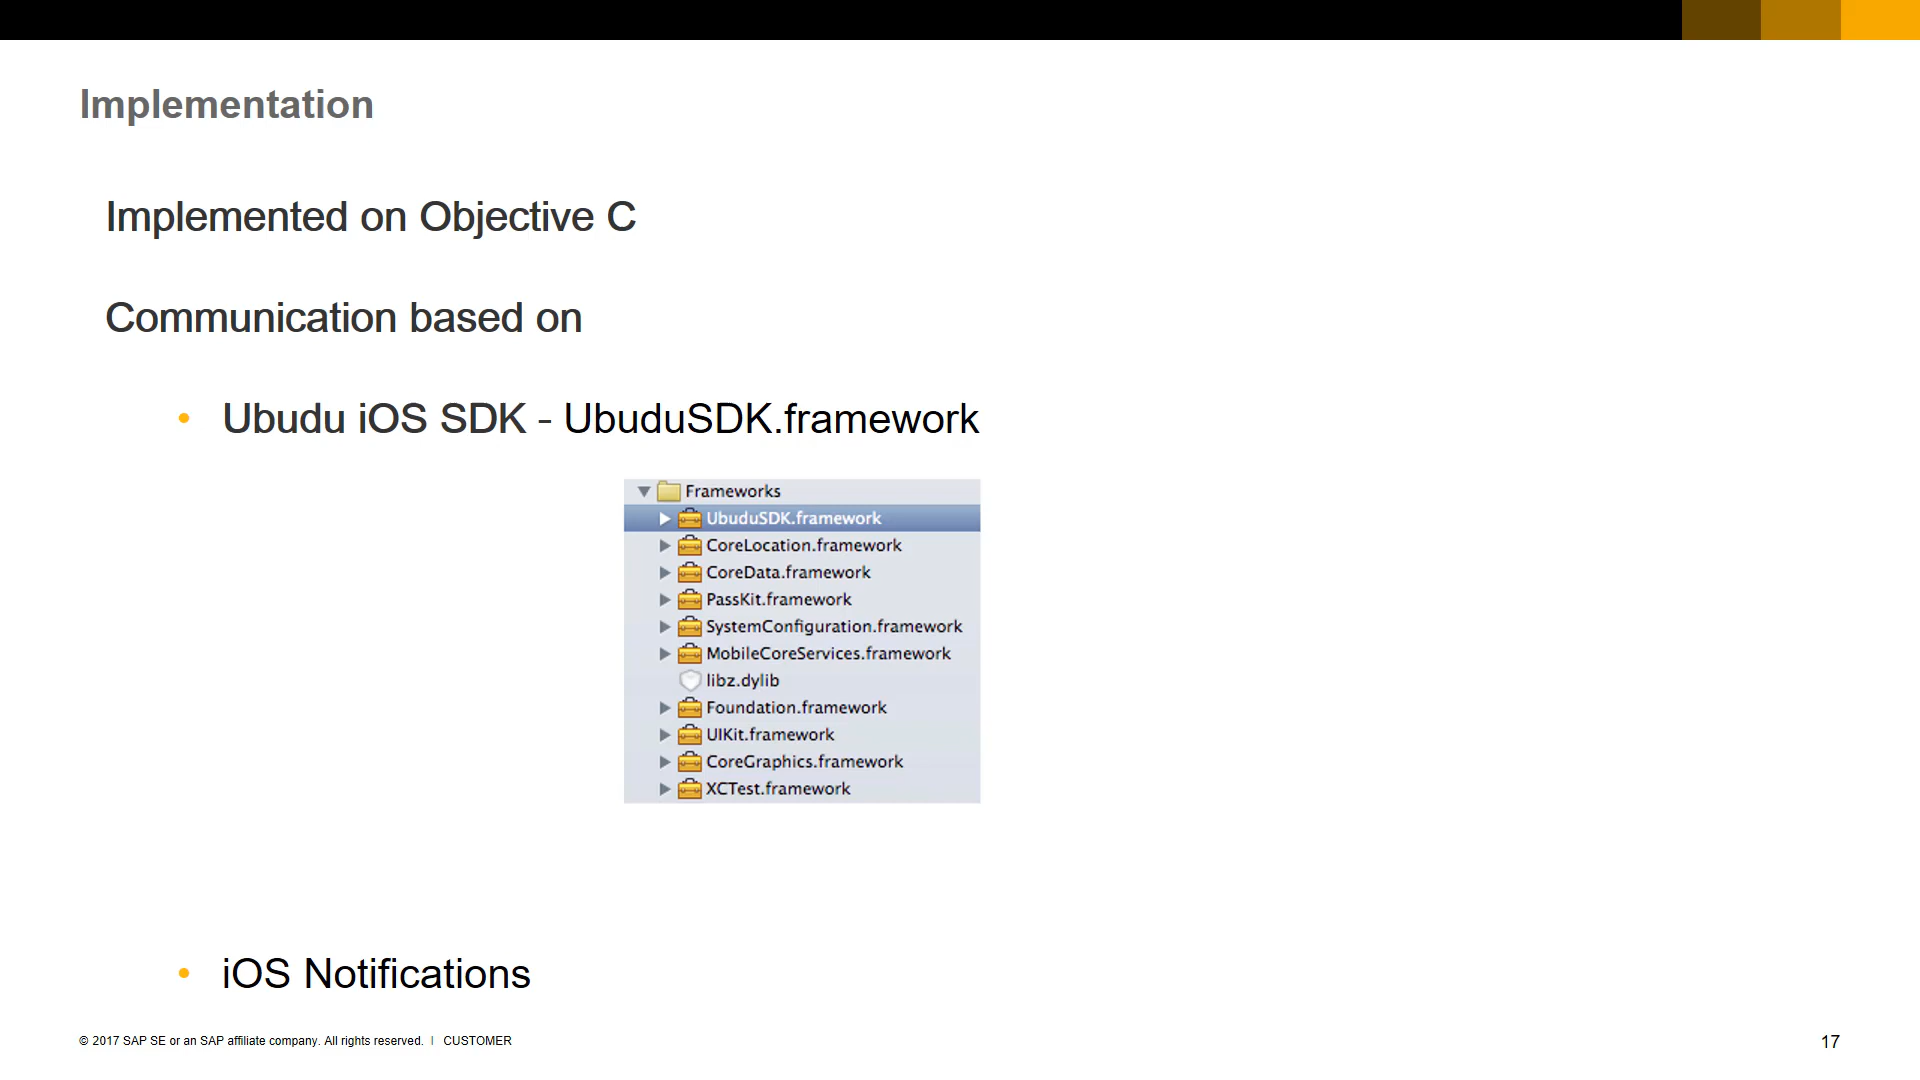 Implementation
Implemented on Objective C
Communication based on
• Ubudu iOS SDK - UbuduSDK.framework
Frameworks
UbuduSDK.framework
CoreLocation.framework
CoreData.framework
PassKit.framework
SystemConfiguration.framework
MobileCoreServices.framework
libz.dylib
Foundation.framework
UIKit.framework
CoreGraphics.framework
XCTest.framework
• iOS Notifications
© 2017 SAP SE or an SAP affiliate company. All rights reserved. | CUSTOMER
17